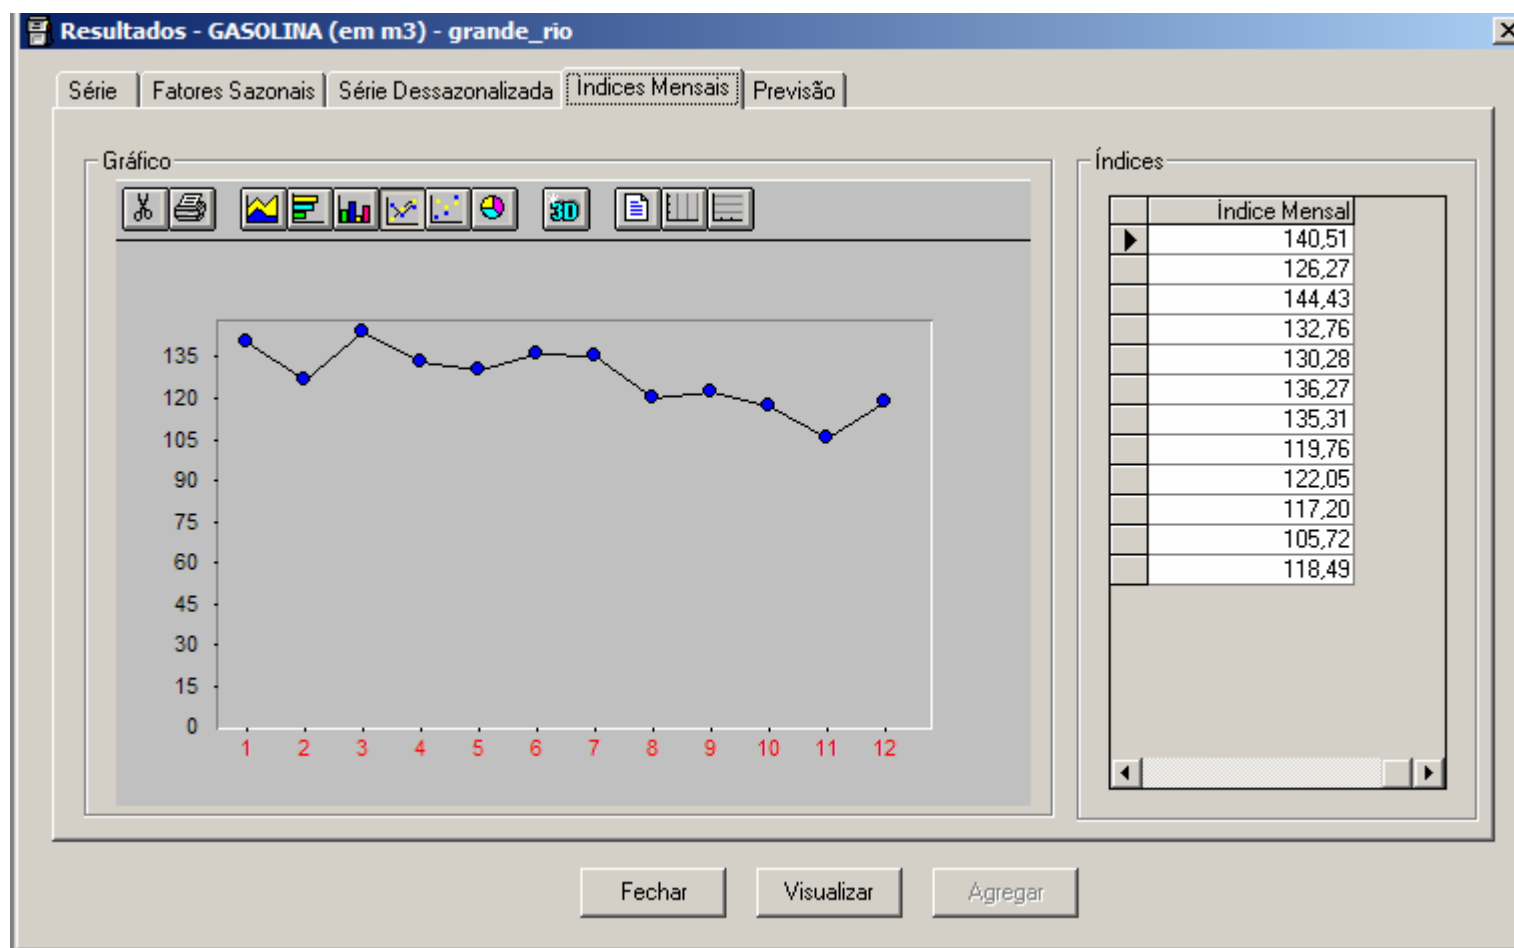 Resultados - GASOLINA (em m3) - grande_rio
Série Fatores Sazonais Série Dessazonalizada Índices Mensais Previsão
Gráfico
3D
135
120
105
90
75
60
45
30
15
0
1 2 3 4 5 6 7 8 9 10 11 12
Índices
Índice Mensal
140,51
126,27
144,43
132,76
130,28
136,27
135,31
119,76
122,05
117,20
105,72
118,49
Fechar Visualizar Agregar